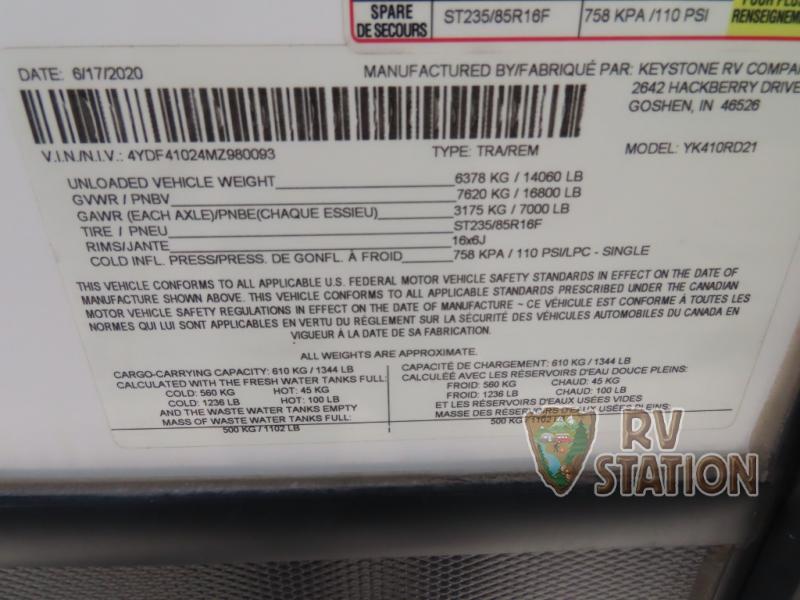 SPARE ST235/85R16F 758 KPA /110 PSI
DE SECOURS
RENSEIGNEME
DATE: 6/17/2020 MANUFACTURED BY/FABRIQUÉ PAR: KEYSTONE RV COMPA
2642 HACKBERRY DRIVE
GOSHEN, IN 46526
V.I.N./N.I.V.: 4YDF41024MZ980093 TYPE: TRA/REM MODEL: YK410RD21
UNLOADED VEHICLE WEIGHT 6378 KG / 14060 LB
GVWR / PNBV 7620 KG / 16800 LB
GAWR (EACH AXLE)/PNBE(CHAQUE ESSIEU) 3175 KG / 7000 LB
TIRE / PNEU ST235/85R16F
RIMS/JANTE 16x6J
COLD INFL. PRESS/PRESS. DE GONFL. À FROID 758 KPA / 110 PSI/LPC - SINGLE
THIS VEHICLE CONFORMS TO ALL APPLICABLE U.S. FEDERAL MOTOR VEHICLE SAFETY STANDARDS IN EFFECT ON THE DATE OF
MANUFACTURE SHOWN ABOVE. THIS VEHICLE CONFORMS TO ALL APPLICABLE STANDARDS PRESCRIBED UNDER THE CANADIAN
MOTOR VEHICLE SAFETY REGULATIONS IN EFFECT ON THE DATE OF MANUFACTURE ~ CE VÉHICULE EST CONFORME À TOUTES LES
NORMES QUI LUI SONT APPLICABLES EN VERTU DU RÉGLEMENT SUR LA SÉCURITÉ DES VÉHICULES AUTOMOBILES DU CANADA EN
VIGUEUR À LA DATE DE SA FABRICATION.
ALL WEIGHTS ARE APPROXIMATE.
CARGO-CARRYING CAPACITY: 610 KG / 1344 LB
CALCULATED WITH THE FRESH WATER TANKS FULL:
COLD: 560 KG HOT: 45 KG
COLD: 1236 LB HOT: 100 LB
AND THE WASTE WATER TANKS EMPTY
MASS OF WASTE WATER TANKS FULL:
500 KG / 1102 LB
CAPACITÉ DE CHARGEMENT: 610 KG / 1344 LB
CALCULÉE AVEC LES RÉSERVOIRS D'EAU DOUCE PLEINS:
FROID: 560 KG CHAUD: 45 KG
FROID: 1236 LB CHAUD: 100 LB
ET LES RÉSERVOIRS D'EAUX USÉES VIDES
MASSE DES RÉSERVOIRS D'EAUX USÉES PLEINS:
500 KG / 1102
RV
STATION